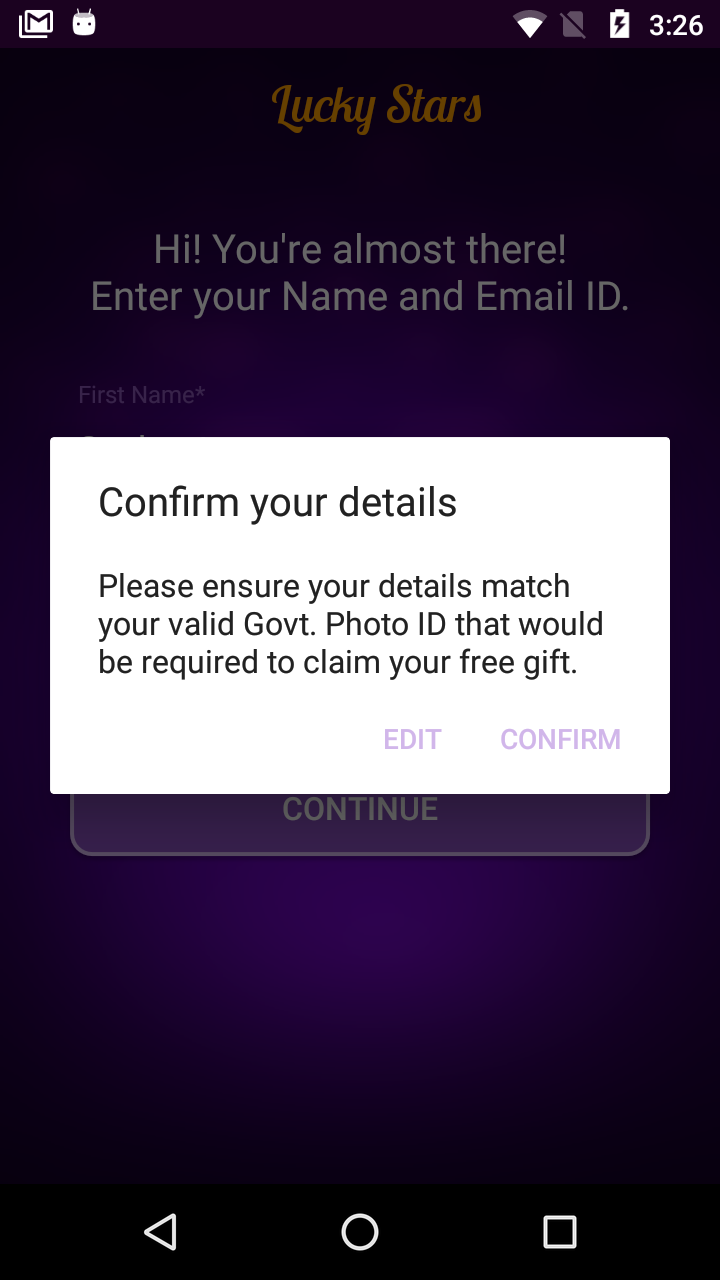 3:26
Lucky Stars
Hi! You're almost there!
Enter your Name and Email ID.
First Name*
Confirm your details
Please ensure your details match
your valid Govt. Photo ID that would
be required to claim your free gift.
EDIT CONFIRM
CONTINUE